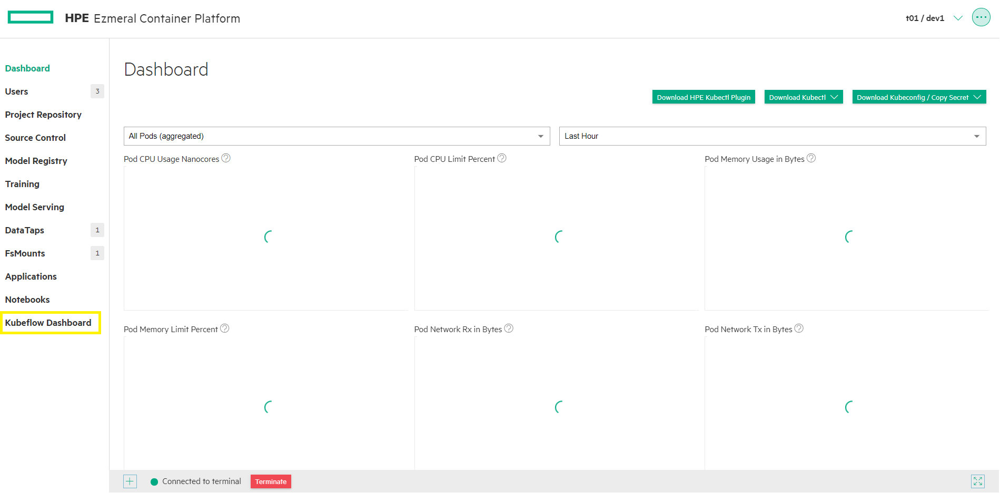 HPE Ezmeral Container Platform
t01 / dev1
Dashboard
Users 3
Project Repository
Source Control
Model Registry
Training
Model Serving
DataTaps 1
FsMounts 1
Applications
Notebooks
Kubeflow Dashboard
Dashboard
Download HPE Kubectl Plugin
Download Kubectl
Download Kubeconfig / Copy Secret
All Pods (aggregated)
Last Hour
Pod CPU Usage Nanocores ?
Pod CPU Limit Percent ?
Pod Memory Usage in Bytes ?
Pod Memory Limit Percent ?
Pod Network Rx in Bytes ?
Pod Network Tx in Bytes ?
Connected to terminal
Terminate